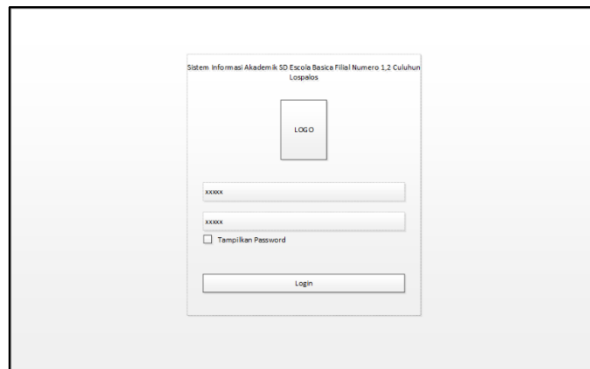 Sistem Informasi Akademik SD Escola Basica Filial Numero 1,2 Culuhun
Lospalos
LOGO
xxxxx
xxxxx
Tampilkan Password
Login